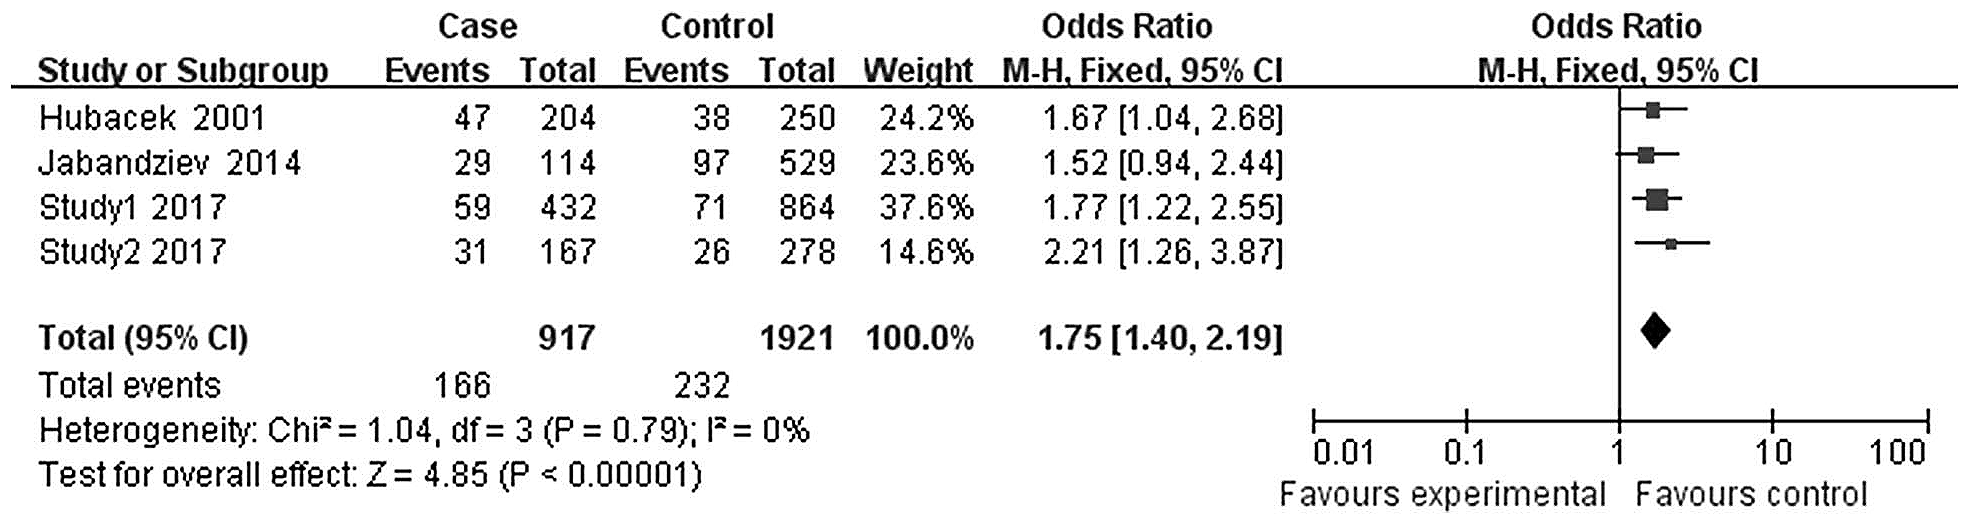 Case Control Odds Ratio Odds Ratio
Study or Subgroup Events Total Events Total Weight M-H, Fixed, 95% CI M-H, Fixed, 95% CI
Hubacek 2001 47 204 38 250 24.2% 1.67 [1.04, 2.68]
Jabandziev 2014 29 114 97 529 23.6% 1.52 [0.94, 2.44]
Study1 2017 59 432 71 864 37.6% 1.77 [1.22, 2.55]
Study2 2017 31 167 26 278 14.6% 2.21 [1.26, 3.87]
Total (95% CI) 917 1921 100.0% 1.75 [1.40, 2.19]
Total events 166 232
Heterogeneity: Chi² = 1.04, df = 3 (P = 0.79); I² = 0%
Test for overall effect: Z = 4.85 (P < 0.00001)
0.01 0.1 1 10 100
Favours experimental Favours control